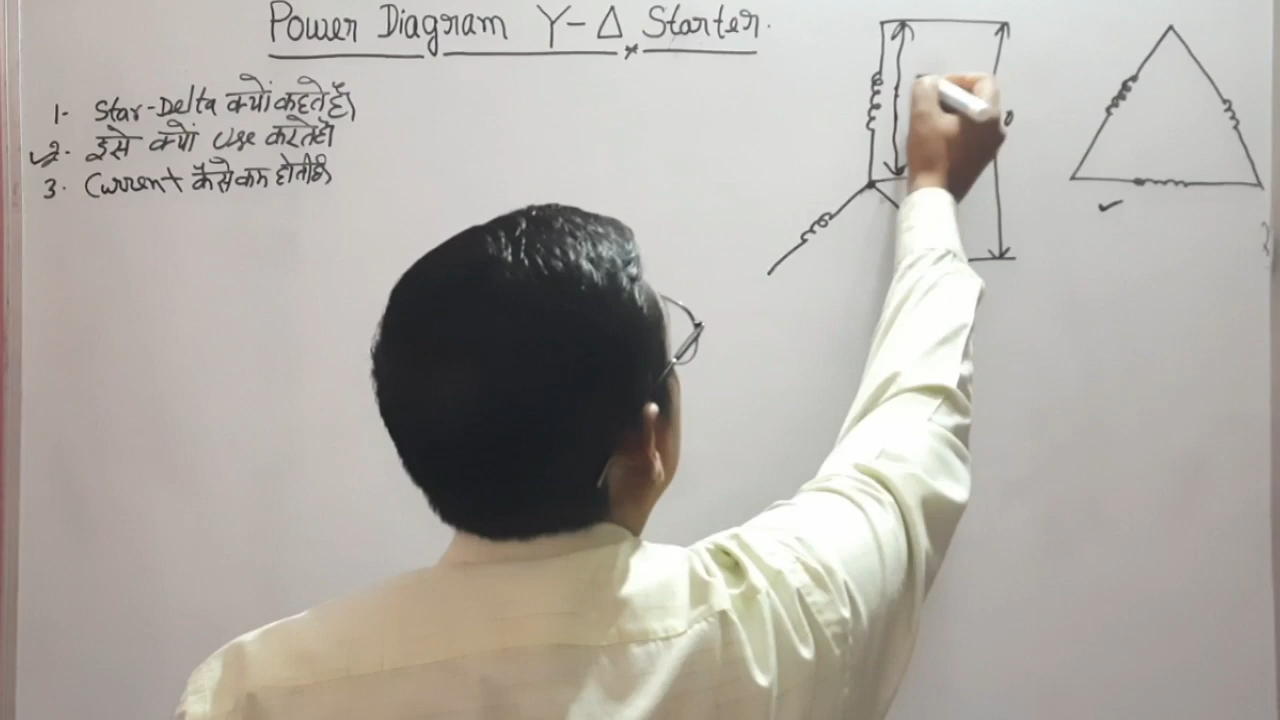 Power Diagram Y-Δ Starter.
1- Star-Delta क्यों कहते हैं
2- इसे क्यों Use करते हैं
3. Current कैसे कम होती है